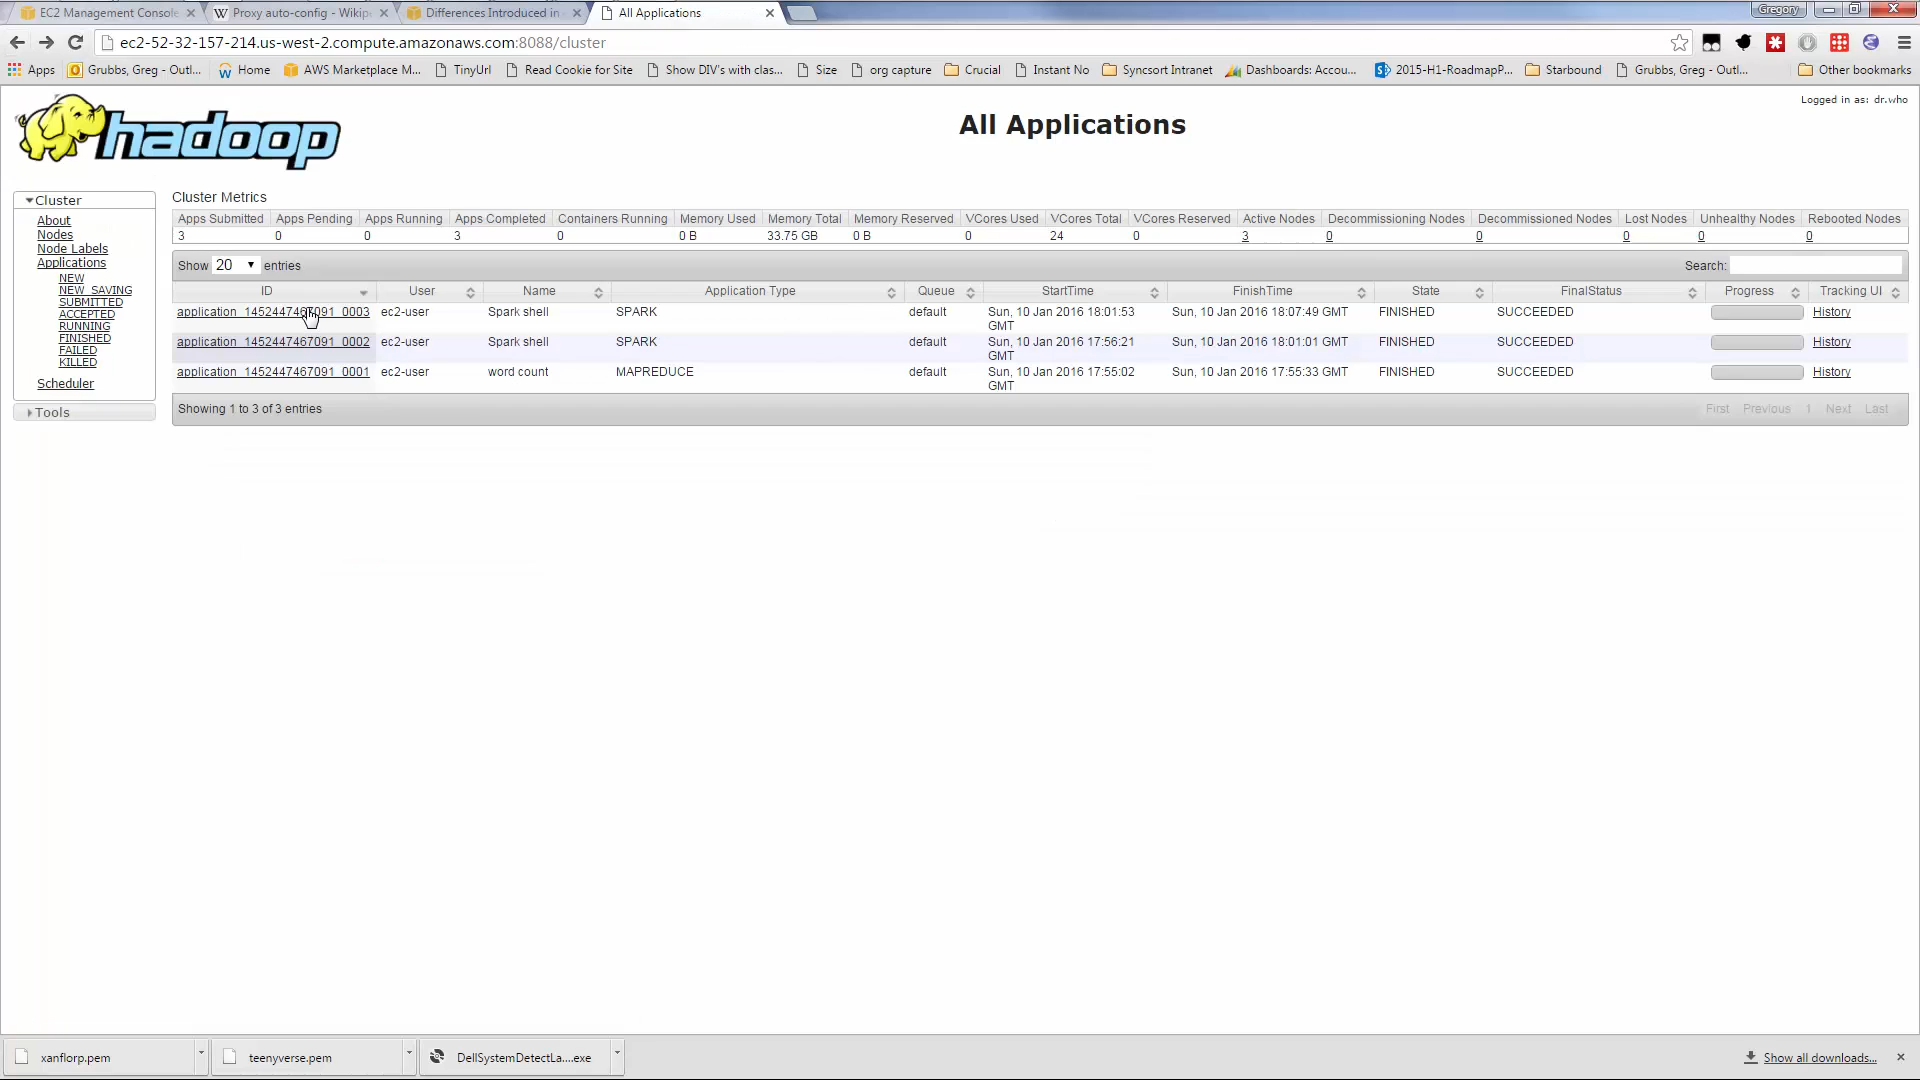 EC2 Management Console
Proxy auto-config - Wikip
Differences Introduced in
All Applications
Gregory
ec2-52-32-157-214.us-west-2.compute.amazonaws.com:8088/cluster
Apps
Grubbs, Greg - Outl...
Home
AWS Marketplace M...
TinyUrl
Read Cookie for Site
Show DIV's with clas...
Size
org capture
Crucial
Instant No
Syncsort Intranet
Dashboards: Accou...
2015-H1-RoadmapP...
Starbound
Grubbs, Greg - Outl...
Other bookmarks
Logged in as: dr.who
hadoop
All Applications
Cluster
About
Nodes
Node Labels
Applications
NEW
NEW_SAVING
SUBMITTED
ACCEPTED
RUNNING
FINISHED
FAILED
KILLED
Scheduler
Tools
Cluster Metrics
Apps Submitted Apps Pending Apps Running Apps Completed Containers Running Memory Used Memory Total Memory Reserved VCores Used VCores Total VCores Reserved Active Nodes Decommissioning Nodes Decommissioned Nodes Lost Nodes Unhealthy Nodes Rebooted Nodes
3 0 0 3 0 0 B 33.75 GB 0 B 0 24 0 3 0 0 0 0 0
Show 20 entries
Search:
ID User Name Application Type Queue StartTime FinishTime State FinalStatus Progress Tracking UI
application_1452447467091_0003 ec2-user Spark shell SPARK default Sun, 10 Jan 2016 18:01:53 GMT Sun, 10 Jan 2016 18:07:49 GMT FINISHED SUCCEEDED History
application_1452447467091_0002 ec2-user Spark shell SPARK default Sun, 10 Jan 2016 17:56:21 GMT Sun, 10 Jan 2016 18:01:01 GMT FINISHED SUCCEEDED History
application_1452447467091_0001 ec2-user word count MAPREDUCE default Sun, 10 Jan 2016 17:55:02 GMT Sun, 10 Jan 2016 17:55:33 GMT FINISHED SUCCEEDED History
Showing 1 to 3 of 3 entries
First Previous 1 Next Last
xanflorp.pem
teenyverse.pem
DellSystemDetectLa....exe
Show all downloads...